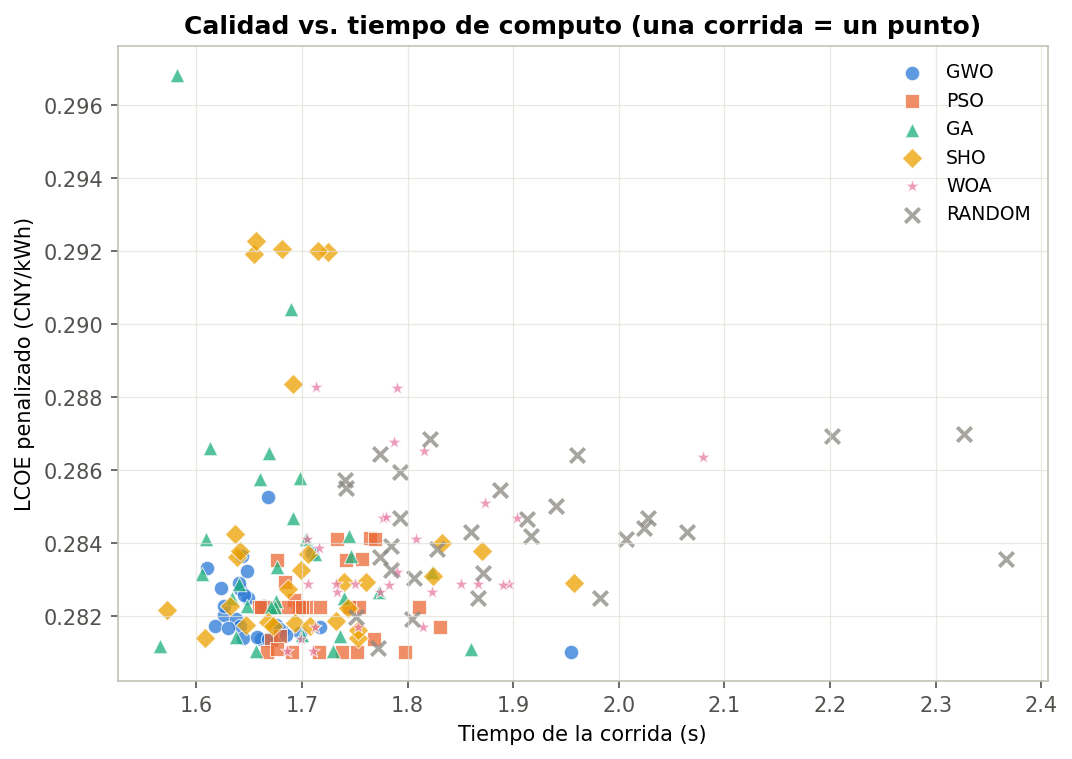 Calidad vs. tiempo de computo (una corrida = un punto)
GWO
PSO
GA
SHO
WOA
RANDOM
0.296
0.294
0.292
0.290
0.288
0.286
0.284
0.282
LCOE penalizado (CNY/kWh)
1.6 1.7 1.8 1.9 2.0 2.1 2.2 2.3 2.4
Tiempo de la corrida (s)